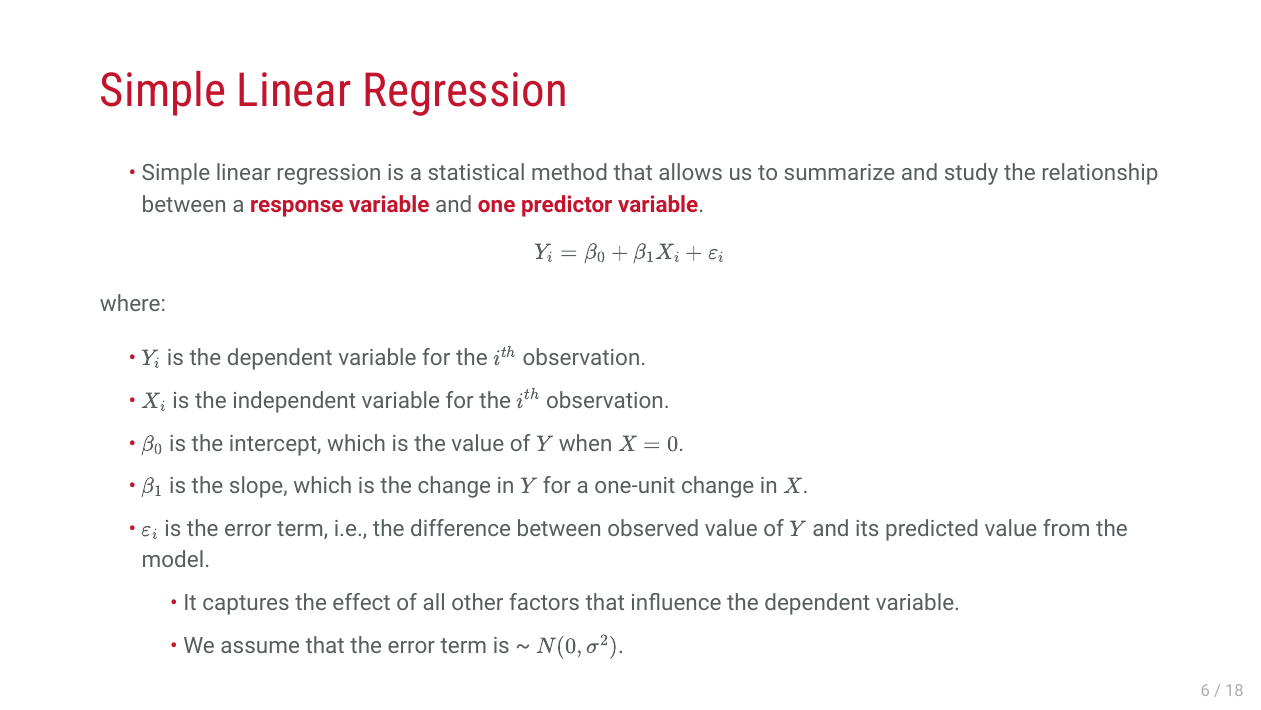 Simple Linear Regression
• Simple linear regression is a statistical method that allows us to summarize and study the relationship
between a response variable and one predictor variable.
Yᵢ = β₀ + β₁Xᵢ + εᵢ
where:
• Yᵢ is the dependent variable for the iᵗʰ observation.
• Xᵢ is the independent variable for the iᵗʰ observation.
• β₀ is the intercept, which is the value of Y when X = 0.
• β₁ is the slope, which is the change in Y for a one-unit change in X.
• εᵢ is the error term, i.e., the difference between observed value of Y and its predicted value from the
model.
• It captures the effect of all other factors that influence the dependent variable.
• We assume that the error term is ~ N(0, σ²).
6 / 18